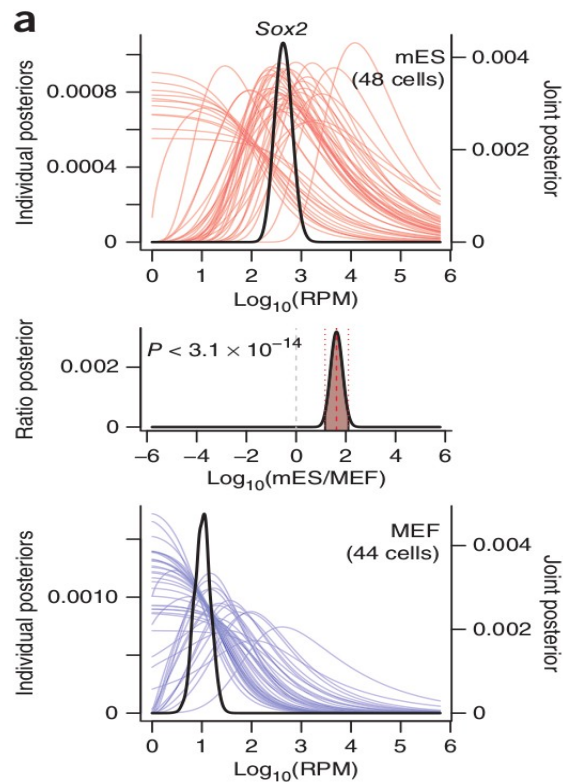 a
Sox2
mES
(48 cells)
Individual posteriors
Joint posterior
0.0008
0.0004
0
0.004
0.002
0
0 1 2 3 4 5 6
Log₁₀(RPM)
P < 3.1 × 10⁻¹⁴
Ratio posterior
0.002
0
−6 −4 −2 0 2 4 6
Log₁₀(mES/MEF)
MEF
(44 cells)
Individual posteriors
Joint posterior
0.0010
0
0.004
0.002
0
0 1 2 3 4 5 6
Log₁₀(RPM)